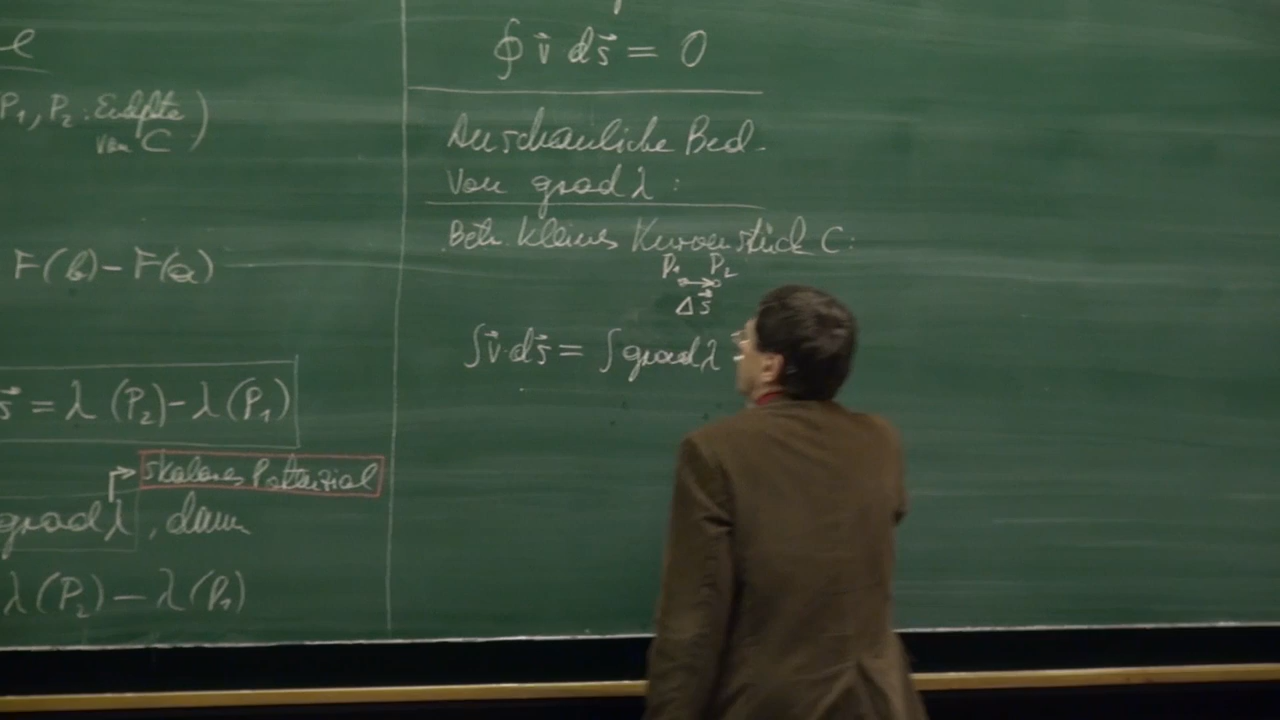 P₁, P₂ : Endpkte
von C)
F(b) – F(a)
s⃗ = λ (P₂) – λ (P₁)
skalares Potential
grad λ , dann
λ (P₂) – λ (P₁)
∮ v⃗ ds⃗ = 0
Anschauliche Bed.
von grad λ :
Betr. kleines Kurvenstück C:
P₁ P₂
Δs⃗
∫ v⃗ · ds⃗ = ∫ grad λ